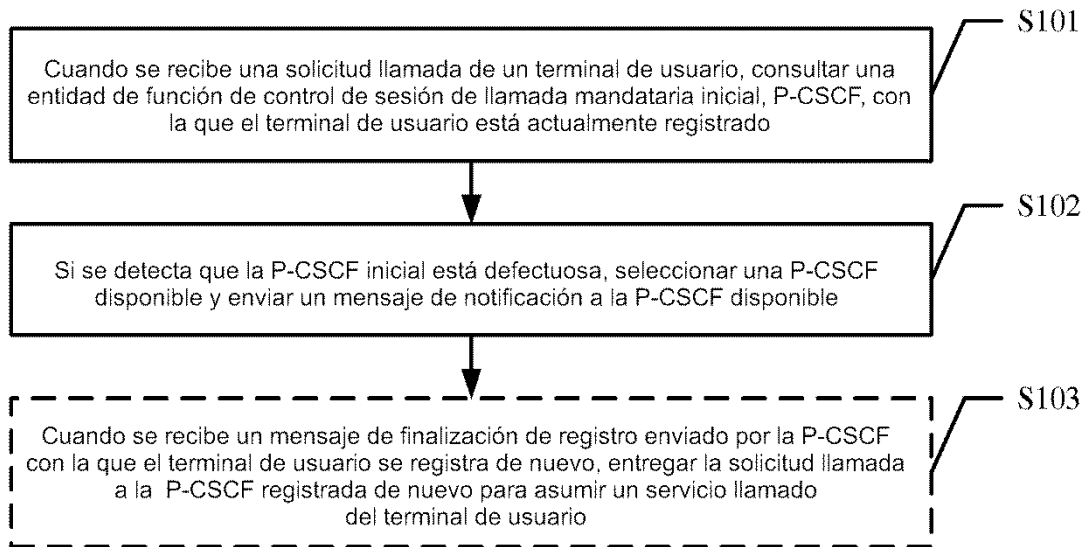 S101
Cuando se recibe una solicitud llamada de un terminal de usuario, consultar una
entidad de función de control de sesión de llamada mandataria inicial, P-CSCF, con
la que el terminal de usuario está actualmente registrado
S102
Si se detecta que la P-CSCF inicial está defectuosa, seleccionar una P-CSCF
disponible y enviar un mensaje de notificación a la P-CSCF disponible
S103
Cuando se recibe un mensaje de finalización de registro enviado por la P-CSCF
con la que el terminal de usuario se registra de nuevo, entregar la solicitud llamada
a la P-CSCF registrada de nuevo para asumir un servicio llamado
del terminal de usuario